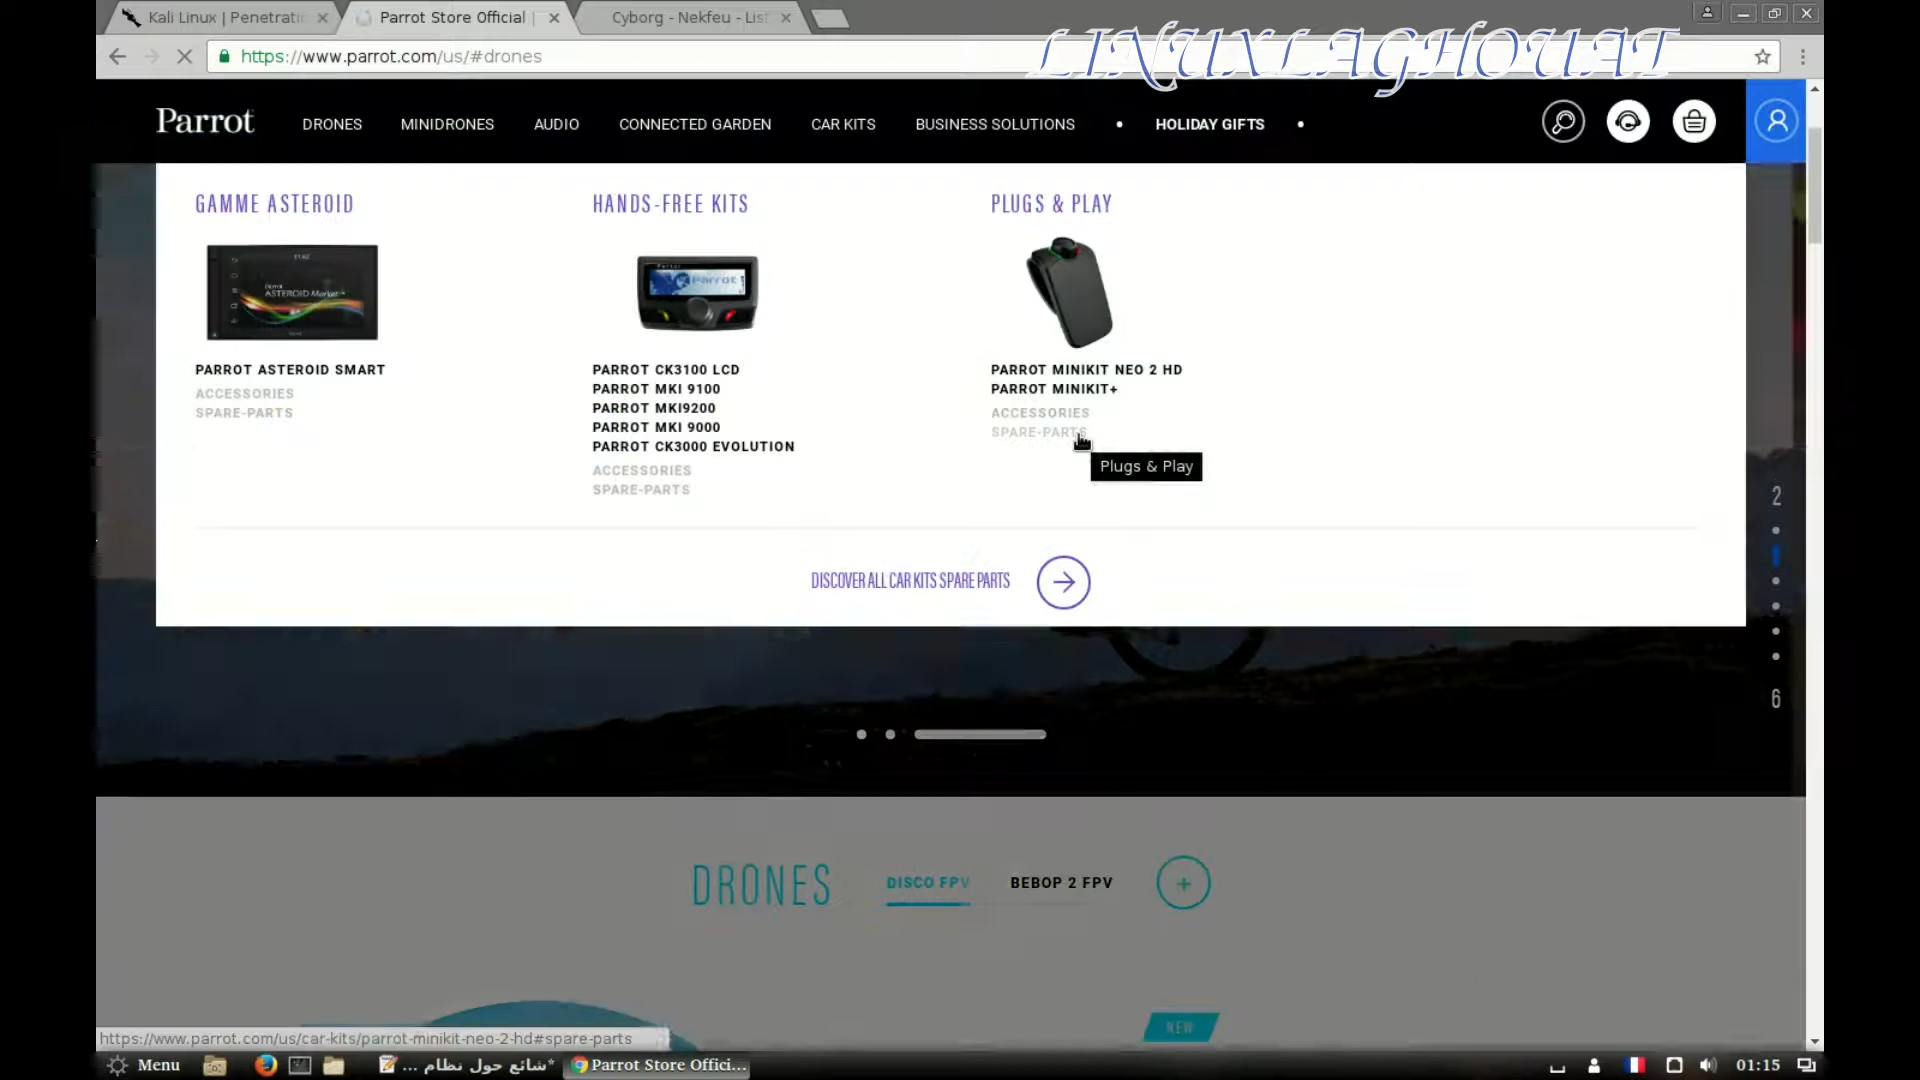 Kali Linux | Penetrati
Parrot Store Official |
Cyborg - Nekfeu - List
https://www.parrot.com/us/#drones
LINUXLAGHOUAT
Parrot
DRONES
MINIDRONES
AUDIO
CONNECTED GARDEN
CAR KITS
BUSINESS SOLUTIONS
HOLIDAY GIFTS
GAMME ASTEROID
PARROT ASTEROID SMART
ACCESSORIES
SPARE-PARTS
HANDS-FREE KITS
Parrot
PARROT CK3100 LCD
PARROT MKI 9100
PARROT MKI9200
PARROT MKI 9000
PARROT CK3000 EVOLUTION
ACCESSORIES
SPARE-PARTS
PLUGS & PLAY
PARROT MINIKIT NEO 2 HD
PARROT MINIKIT+
ACCESSORIES
SPARE-PARTS
Plugs & Play
DISCOVER ALL CAR KITS SPARE PARTS
2
6
DRONES
DISCO FPV
BEBOP 2 FPV
NEW
https://www.parrot.com/us/car-kits/parrot-minikit-neo-2-hd#spare-parts
Menu
*شائع حول نظام ...
Parrot Store Offici...
01:15